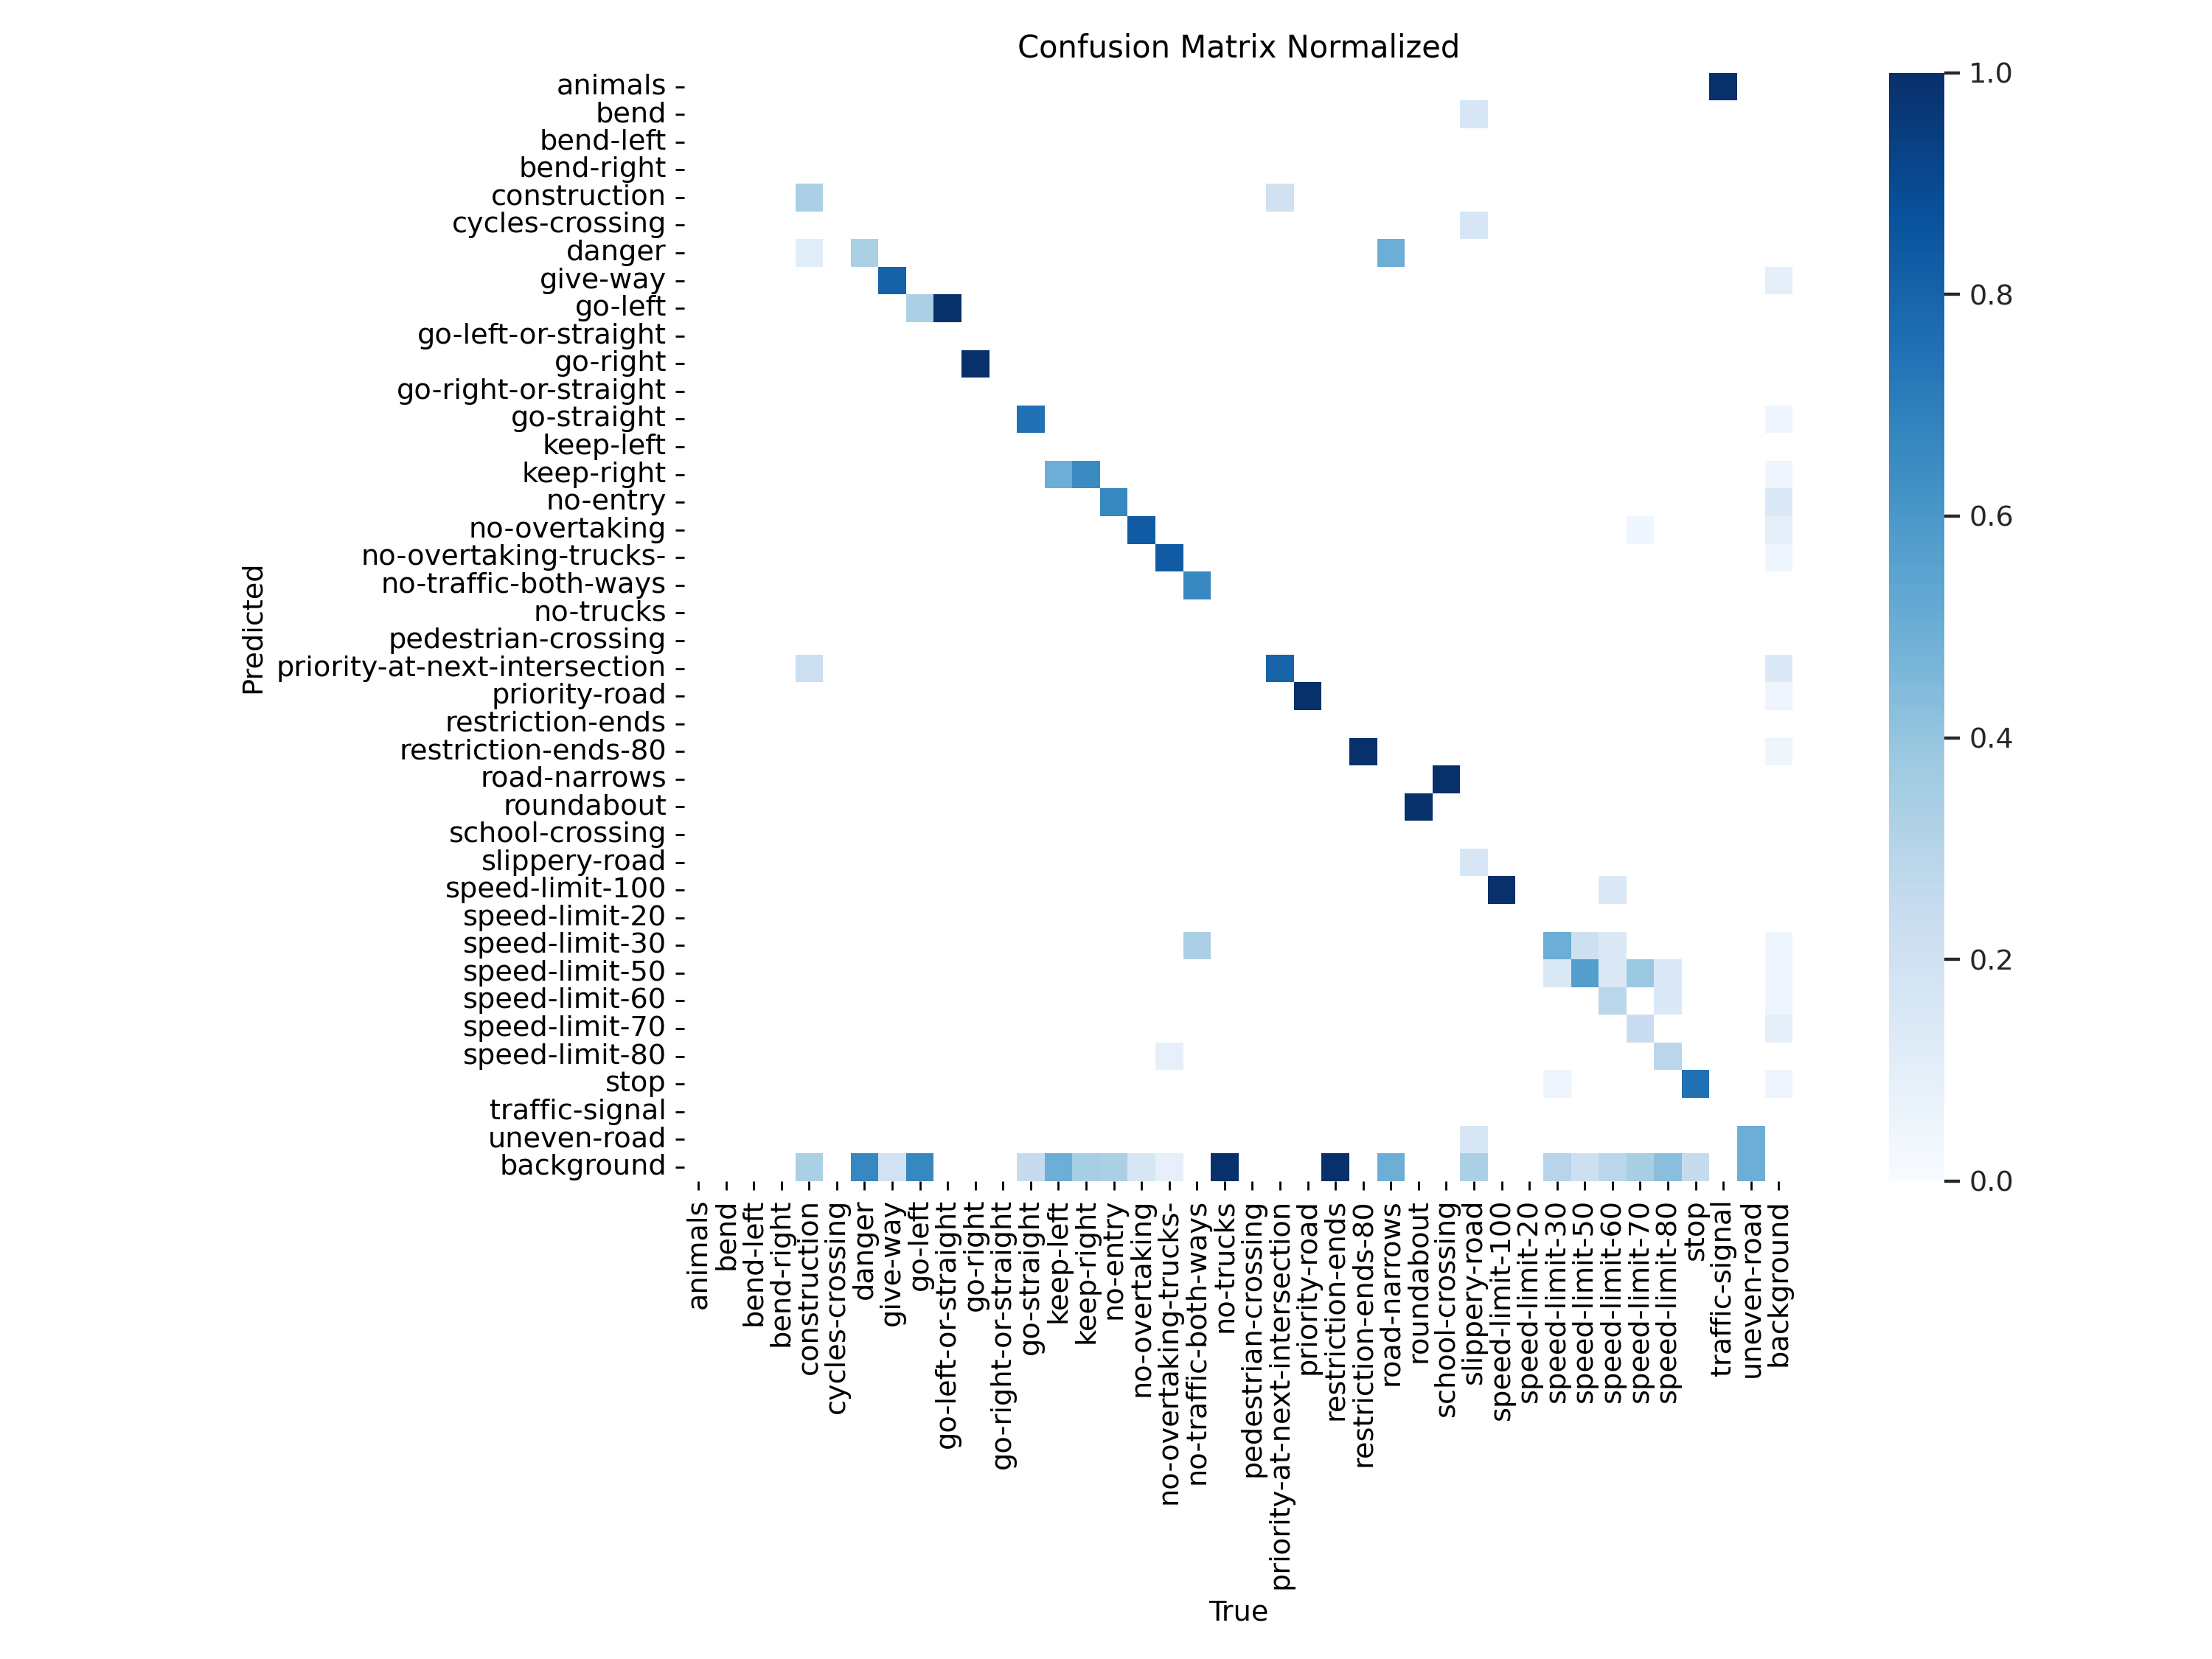 Confusion Matrix Normalized
animals
bend
bend-left
bend-right
construction
cycles-crossing
danger
give-way
go-left
go-left-or-straight
go-right
go-right-or-straight
go-straight
keep-left
keep-right
no-entry
no-overtaking
no-overtaking-trucks-
no-traffic-both-ways
no-trucks
pedestrian-crossing
priority-at-next-intersection
priority-road
restriction-ends
restriction-ends-80
road-narrows
roundabout
school-crossing
slippery-road
speed-limit-100
speed-limit-20
speed-limit-30
speed-limit-50
speed-limit-60
speed-limit-70
speed-limit-80
stop
traffic-signal
uneven-road
background
Predicted
animals
bend
bend-left
bend-right
construction
cycles-crossing
danger
give-way
go-left
go-left-or-straight
go-right
go-right-or-straight
go-straight
keep-left
keep-right
no-entry
no-overtaking
no-overtaking-trucks-
no-traffic-both-ways
no-trucks
pedestrian-crossing
priority-at-next-intersection
priority-road
restriction-ends
restriction-ends-80
road-narrows
roundabout
school-crossing
slippery-road
speed-limit-100
speed-limit-20
speed-limit-30
speed-limit-50
speed-limit-60
speed-limit-70
speed-limit-80
stop
traffic-signal
uneven-road
background
True
1.0
0.8
0.6
0.4
0.2
0.0